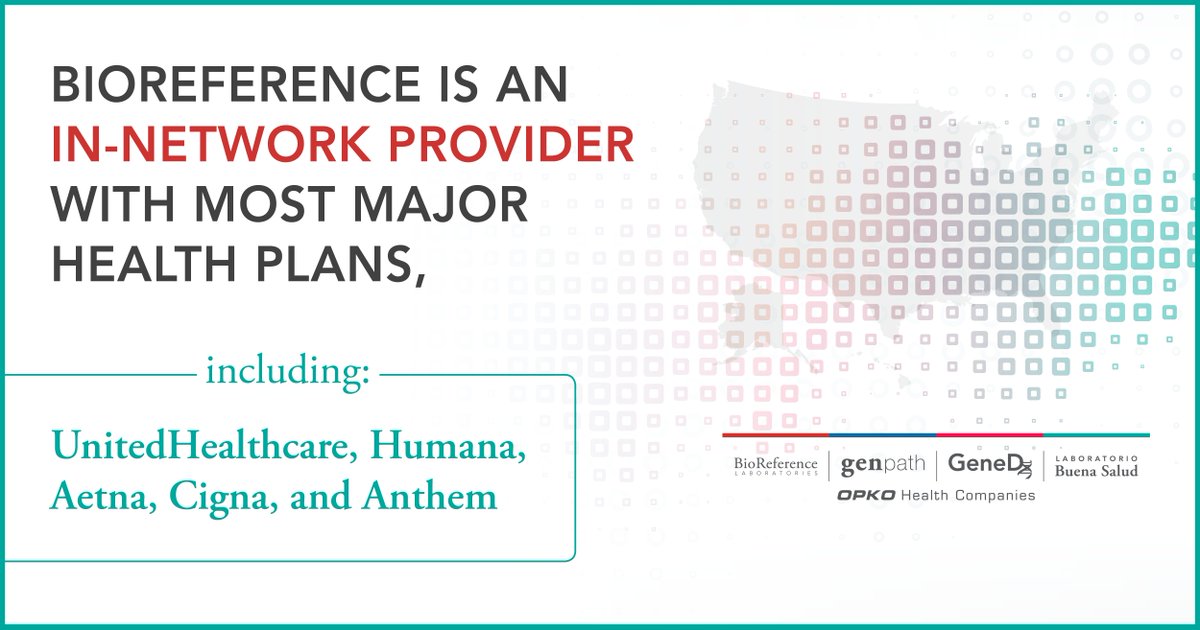 BIOREFERENCE IS AN
IN-NETWORK PROVIDER
WITH MOST MAJOR
HEALTH PLANS,
including:
UnitedHealthcare, Humana,
Aetna, Cigna, and Anthem
BioReference
LABORATORIES
genpath
GeneDx
LABORATORIO
Buena Salud
OPKO Health Companies